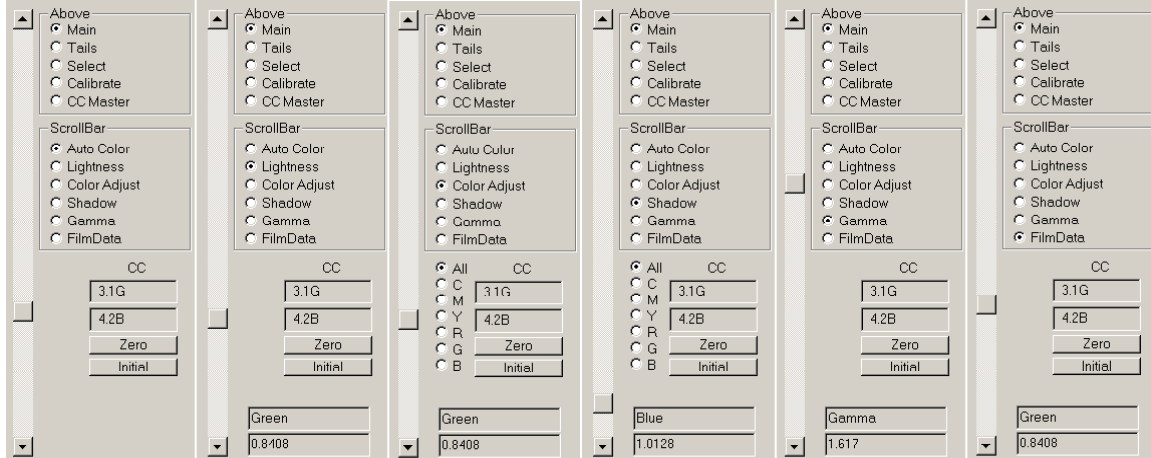 Above
Main
Tails
Select
Calibrate
CC Master
ScrollBar
Auto Color
Lightness
Color Adjust
Shadow
Gamma
FilmData
CC
3.1G
4.2B
Zero
Initial
Above
Main
Tails
Select
Calibrate
CC Master
ScrollBar
Auto Color
Lightness
Color Adjust
Shadow
Gamma
FilmData
CC
3.1G
4.2B
Zero
Initial
Green
0.8408
Above
Main
Tails
Select
Calibrate
CC Master
ScrollBar
Auto Color
Lightness
Color Adjust
Shadow
Gamma
FilmData
All CC
C
3.1G
M
Y 4.2B
R
Zero
G
B Initial
Green
0.8408
Above
Main
Tails
Select
Calibrate
CC Master
ScrollBar
Auto Color
Lightness
Color Adjust
Shadow
Gamma
FilmData
All CC
C
3.1G
M
Y 4.2B
R
Zero
G
B Initial
Blue
1.0128
Above
Main
Tails
Select
Calibrate
CC Master
ScrollBar
Auto Color
Lightness
Color Adjust
Shadow
Gamma
FilmData
CC
3.1G
4.2B
Zero
Initial
Gamma
1.617
Above
Main
Tails
Select
Calibrate
CC Master
ScrollBar
Auto Color
Lightness
Color Adjust
Shadow
Gamma
FilmData
CC
3.1G
4.2B
Zero
Initial
Green
0.8408